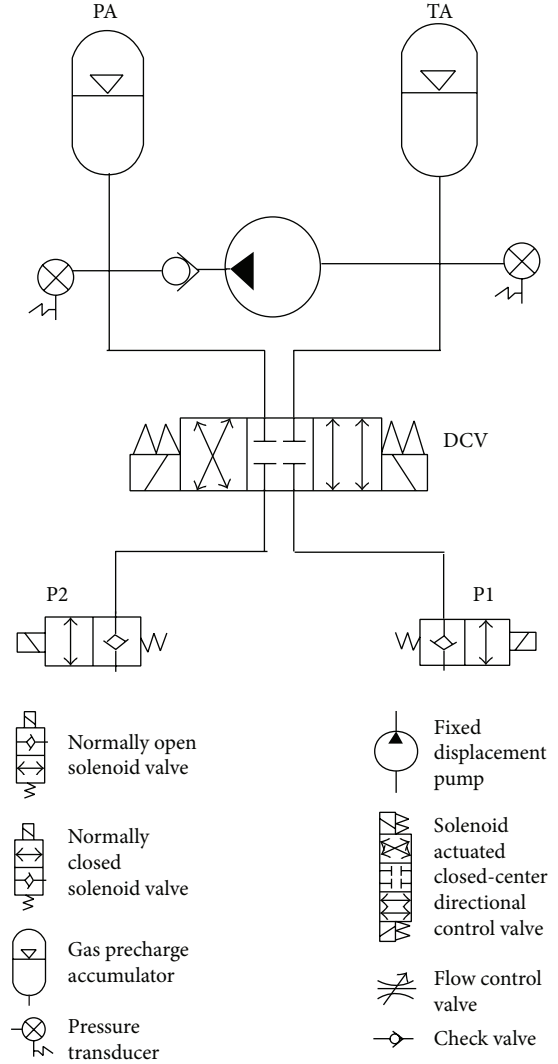 PA
TA
DCV
P2
P1
Normally open
solenoid valve
Normally
closed
solenoid valve
Gas precharge
accumulator
Pressure
transducer
Fixed
displacement
pump
Solenoid
actuated
closed-center
directional
control valve
Flow control
valve
Check valve